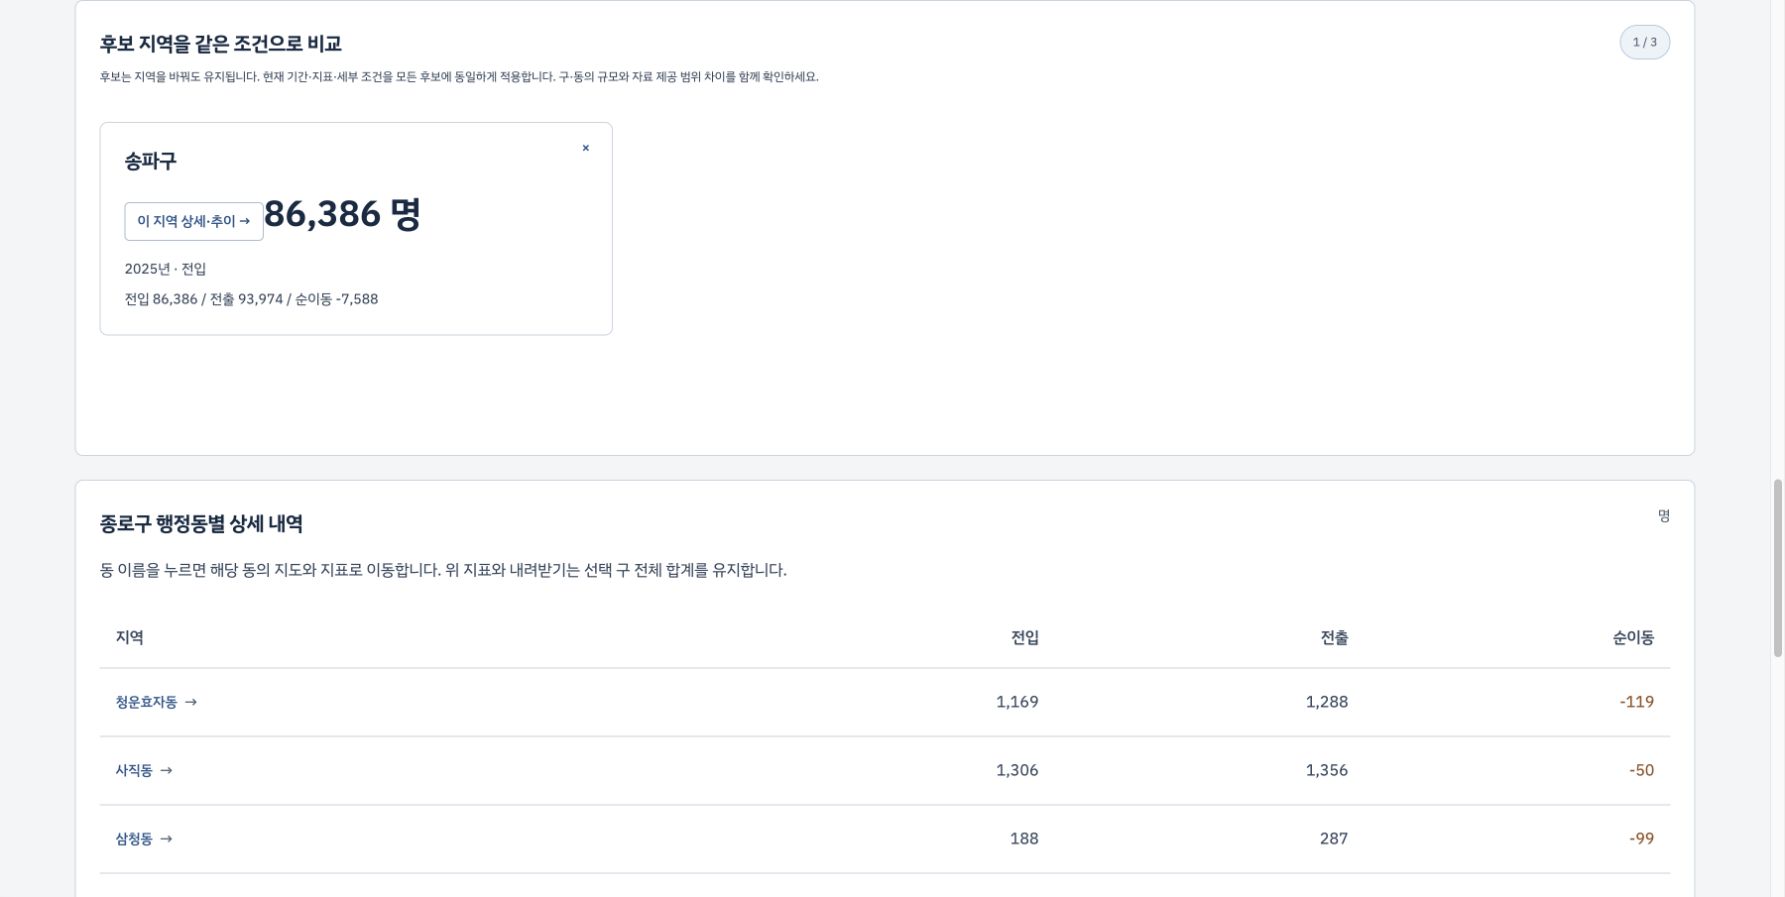 후보 지역을 같은 조건으로 비교
1 / 3
후보는 지역을 바꿔도 유지됩니다. 현재 기간·지표·세부 조건을 모든 후보에 동일하게 적용합니다. 구·동의 규모와 자료 제공 범위 차이를 함께 확인하세요.
송파구
×
이 지역 상세·추이 → 86,386 명
2025년 · 전입
전입 86,386 / 전출 93,974 / 순이동 -7,588
종로구 행정동별 상세 내역
명
동 이름을 누르면 해당 동의 지도와 지표로 이동합니다. 위 지표와 내려받기는 선택 구 전체 합계를 유지합니다.
지역 전입 전출 순이동
청운효자동 → 1,169 1,288 -119
사직동 → 1,306 1,356 -50
삼청동 → 188 287 -99